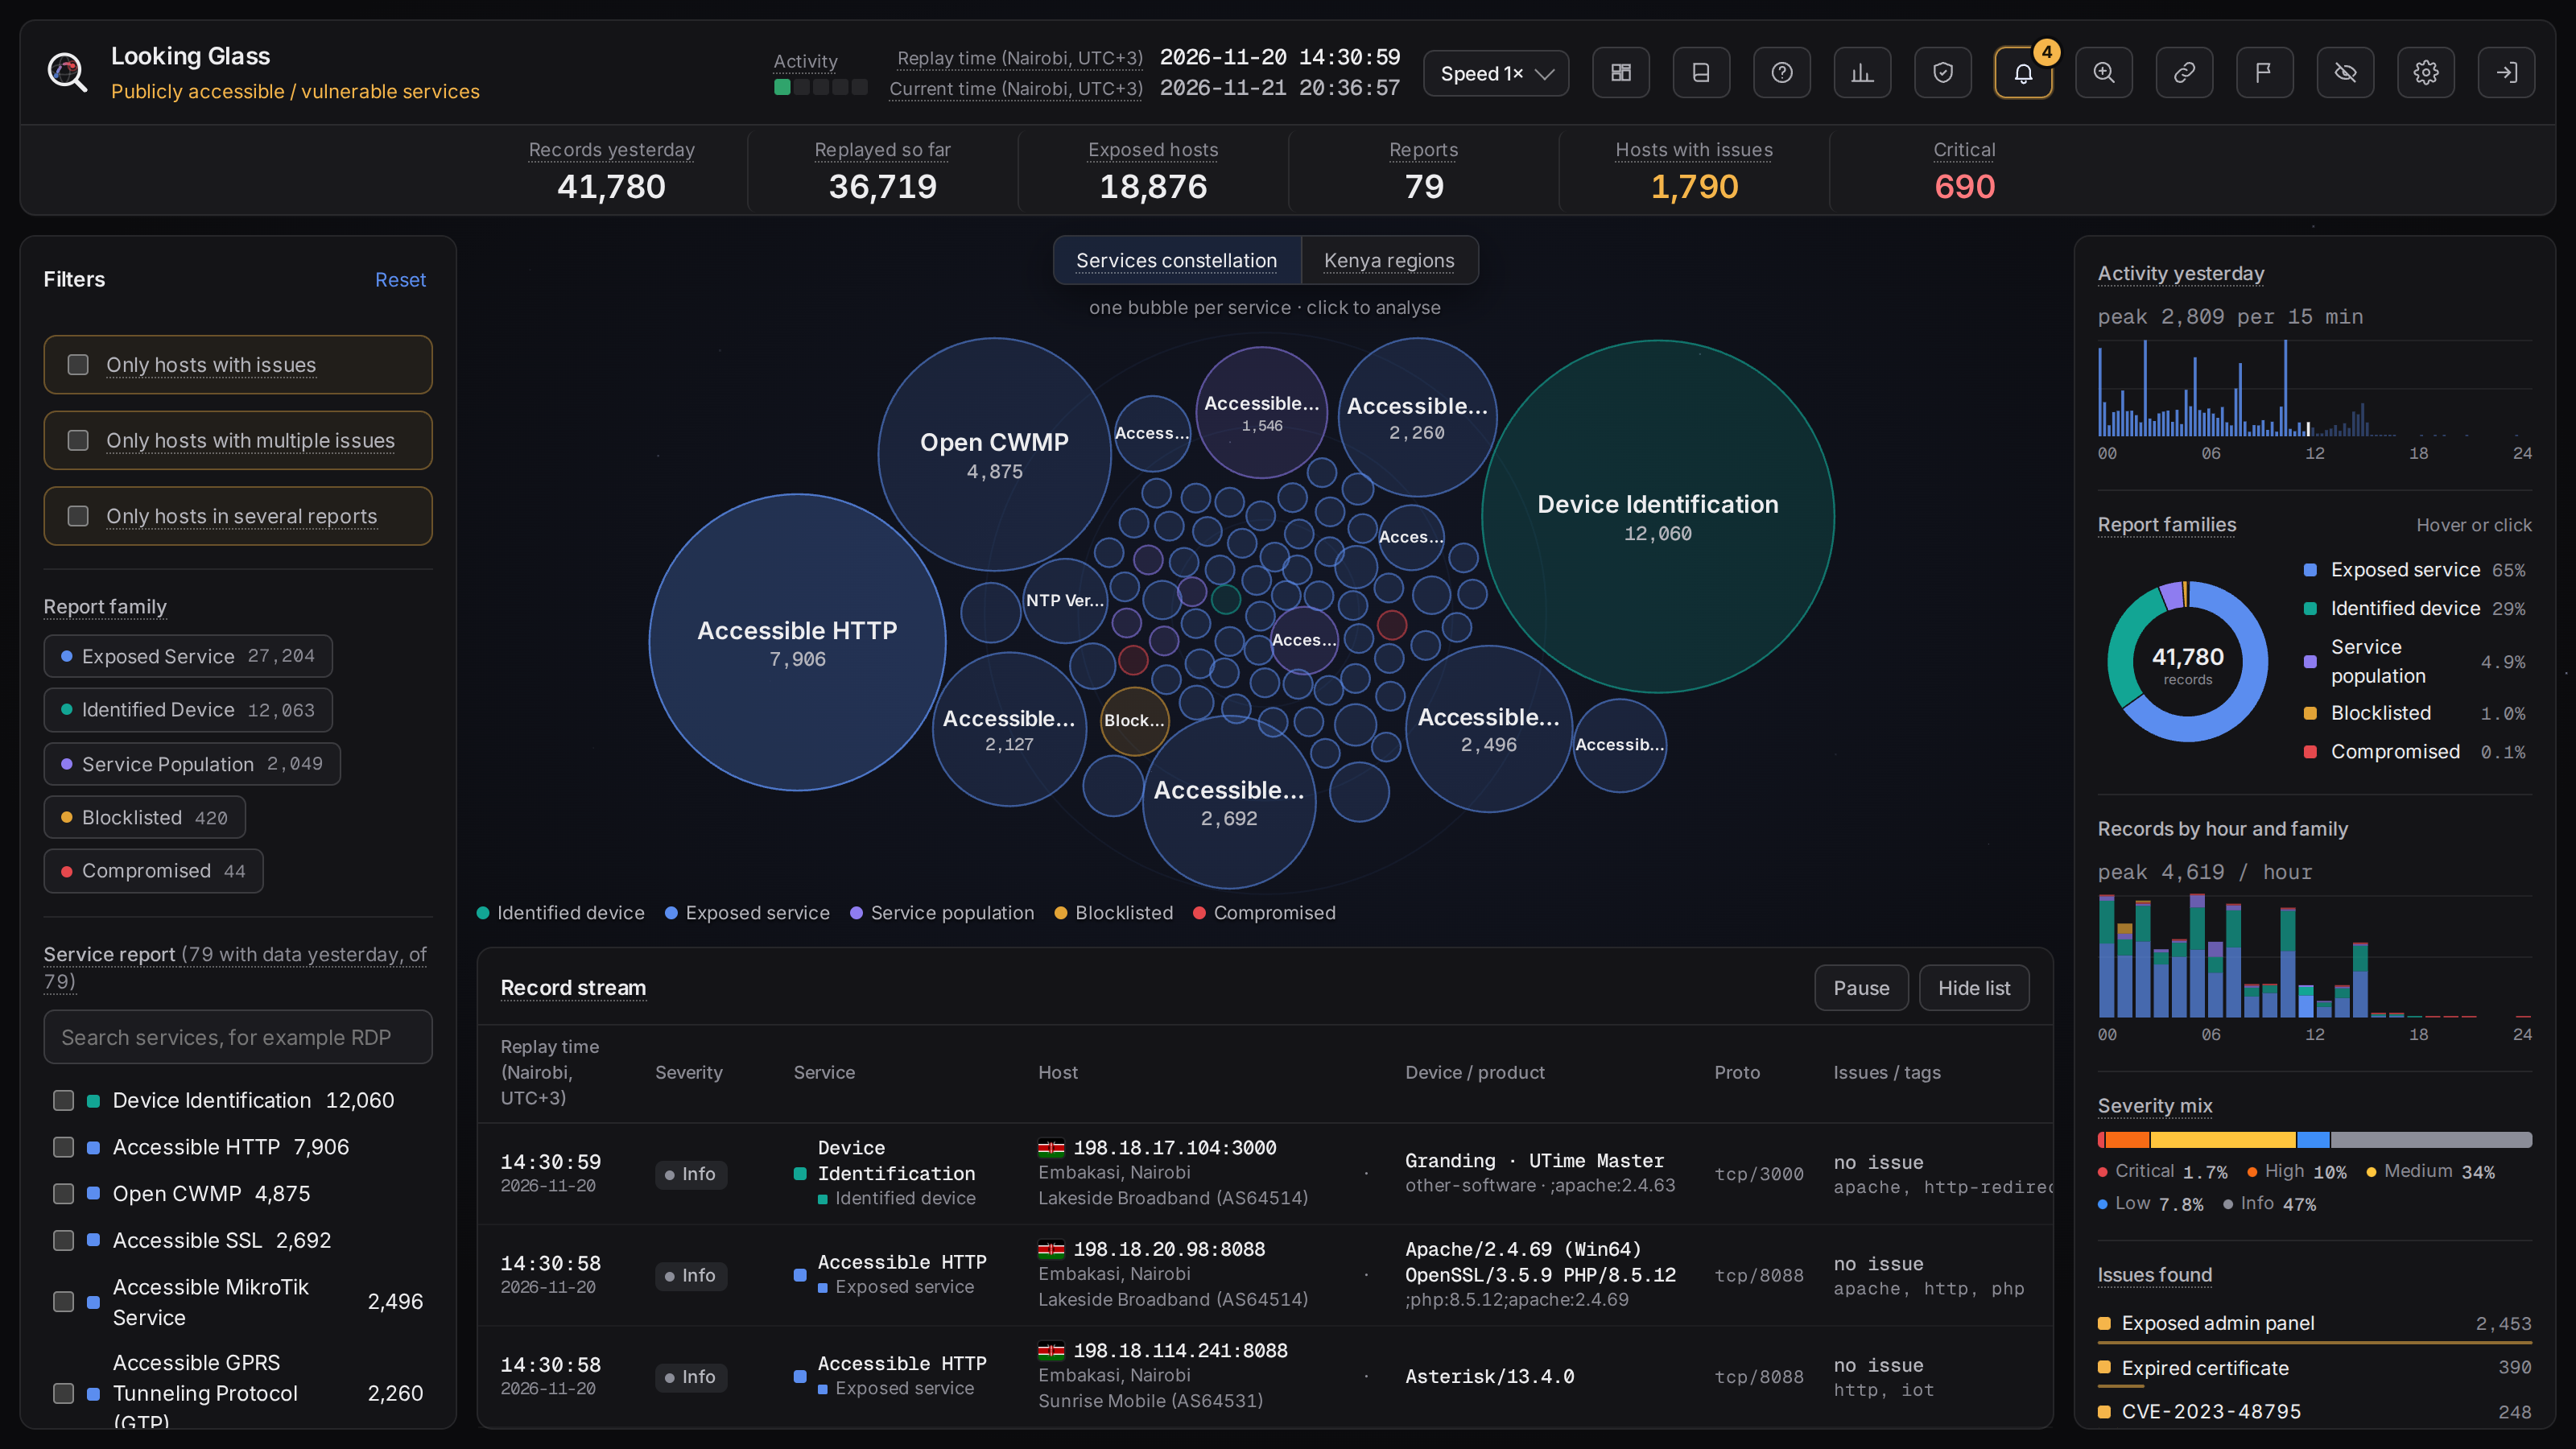 Looking Glass
Publicly accessible / vulnerable services
Activity
Replay time (Nairobi, UTC+3) 2026-11-20 14:30:59
Current time (Nairobi, UTC+3) 2026-11-21 20:36:57
Speed 1×
4
Records yesterday
41,780
Replayed so far
36,719
Exposed hosts
18,876
Reports
79
Hosts with issues
1,790
Critical
690
Filters
Reset
Only hosts with issues
Only hosts with multiple issues
Only hosts in several reports
Report family
Exposed Service 27,204
Identified Device 12,063
Service Population 2,049
Blocklisted 420
Compromised 44
Service report (79 with data yesterday, of
79)
Search services, for example RDP
Device Identification 12,060
Accessible HTTP 7,906
Open CWMP 4,875
Accessible SSL 2,692
Accessible MikroTik
Service
2,496
Accessible GPRS
Tunneling Protocol
(GTP)
2,260
Services constellation
Kenya regions
one bubble per service · click to analyse
Open CWMP
4,875
Access...
Accessible...
1,546
Accessible...
2,260
Device Identification
12,060
Acces...
NTP Ver...
Accessible HTTP
7,906
Acces...
Accessible...
2,127
Block...
Accessible...
2,692
Accessible...
2,496
Accessib...
Identified device
Exposed service
Service population
Blocklisted
Compromised
Record stream
Pause
Hide list
Replay time
(Nairobi,
UTC+3)
Severity
Service
Host
Device / product
Proto
Issues / tags
14:30:59
2026-11-20
Info
Device
Identification
Identified device
198.18.17.104:3000
Embakasi, Nairobi
Lakeside Broadband (AS64514)
·
Granding · UTime Master
other-software · ;apache:2.4.63
tcp/3000
no issue
apache, http-redirec
14:30:58
2026-11-20
Info
Accessible HTTP
Exposed service
198.18.20.98:8088
Embakasi, Nairobi
Lakeside Broadband (AS64514)
·
Apache/2.4.69 (Win64)
OpenSSL/3.5.9 PHP/8.5.12
;php:8.5.12;apache:2.4.69
tcp/8088
no issue
apache, http, php
14:30:58
2026-11-20
Info
Accessible HTTP
Exposed service
198.18.114.241:8088
Embakasi, Nairobi
Sunrise Mobile (AS64531)
·
Asterisk/13.4.0
tcp/8088
no issue
http, iot
Activity yesterday
peak 2,809 per 15 min
00 06 12 18 24
Report families
Hover or click
41,780
records
Exposed service 65%
Identified device 29%
Service
population
4.9%
Blocklisted 1.0%
Compromised 0.1%
Records by hour and family
peak 4,619 / hour
00 06 12 18 24
Severity mix
Critical 1.7% High 10% Medium 34%
Low 7.8% Info 47%
Issues found
Exposed admin panel 2,453
Expired certificate 390
CVE-2023-48795 248